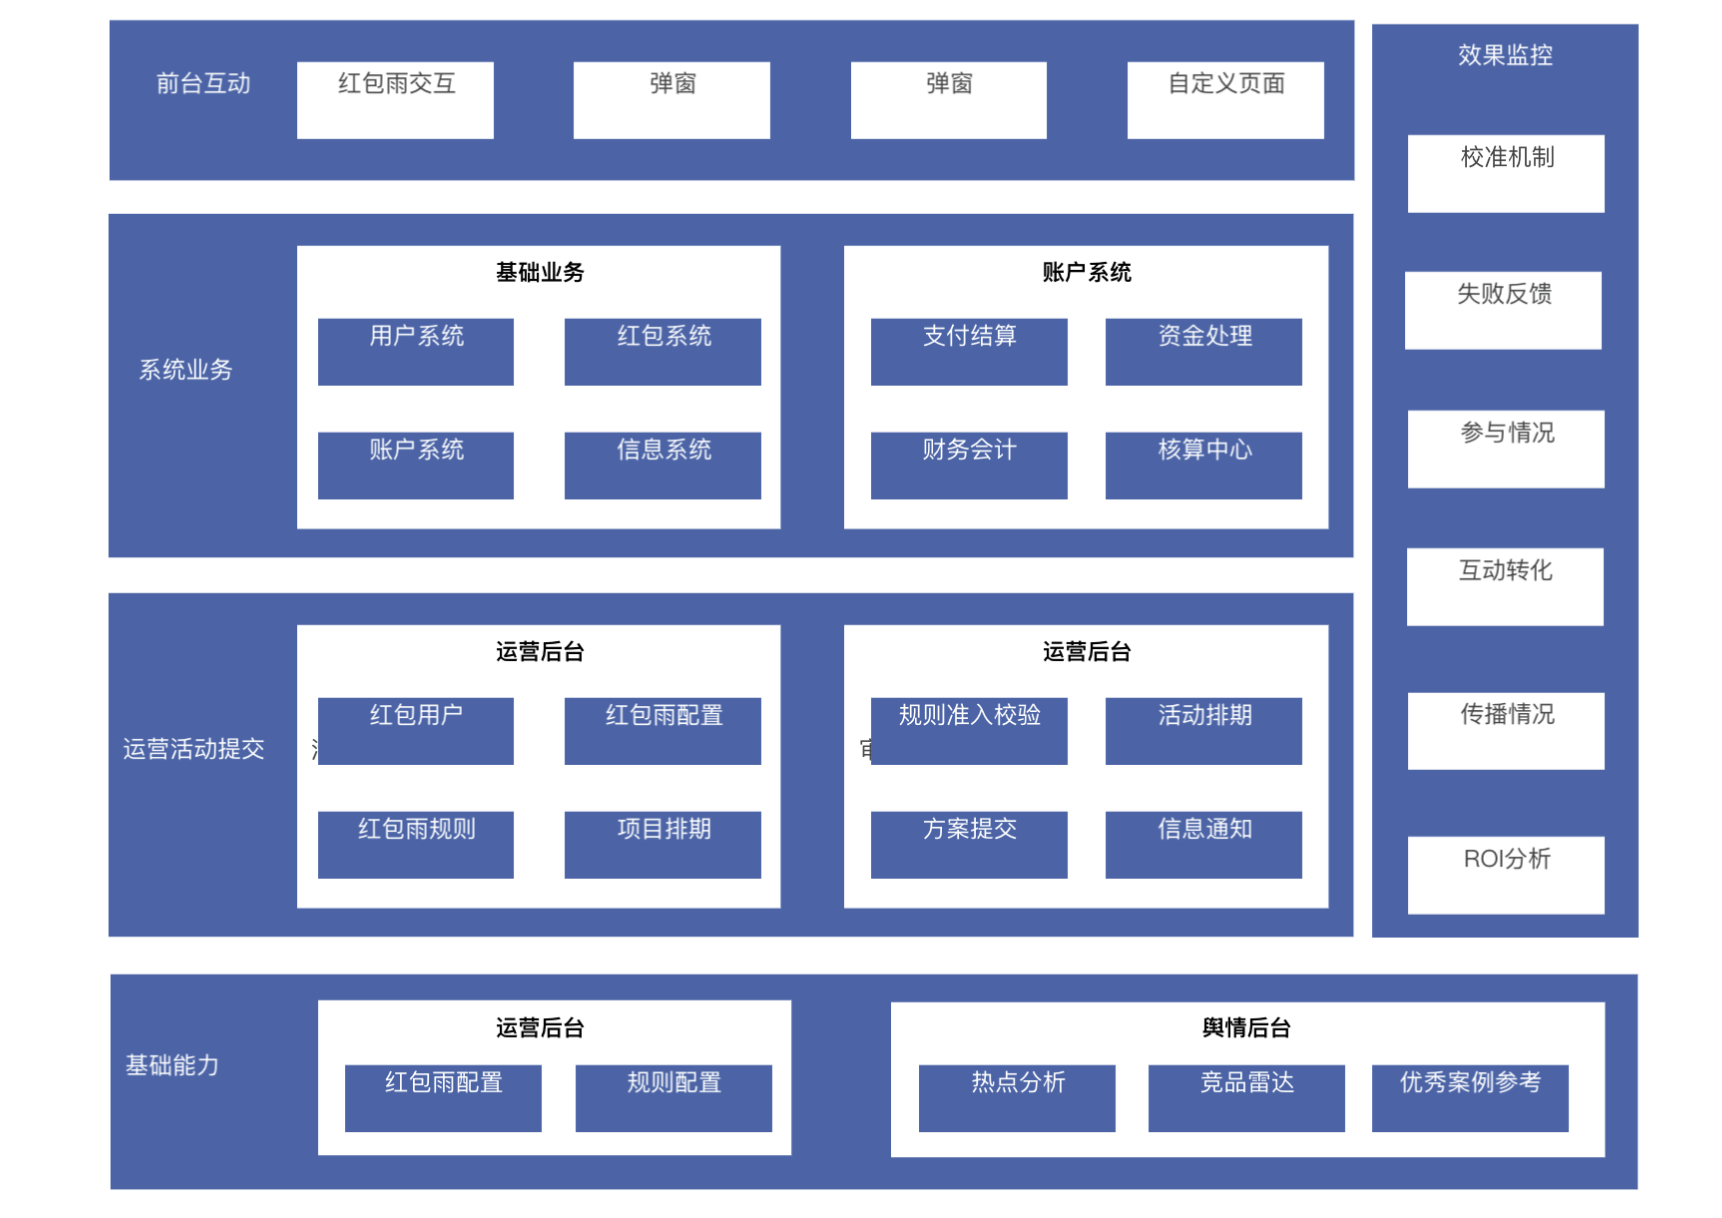 前台互动
红包雨交互
弹窗
弹窗
自定义页面
系统业务
基础业务
用户系统
红包系统
账户系统
信息系统
账户系统
支付结算
资金处理
财务会计
核算中心
运营活动提交
运营后台
红包用户
红包雨配置
红包雨规则
项目排期
运营后台
规则准入校验
活动排期
方案提交
信息通知
效果监控
校准机制
失败反馈
参与情况
互动转化
传播情况
ROI分析
基础能力
运营后台
红包雨配置
规则配置
舆情后台
热点分析
竞品雷达
优秀案例参考